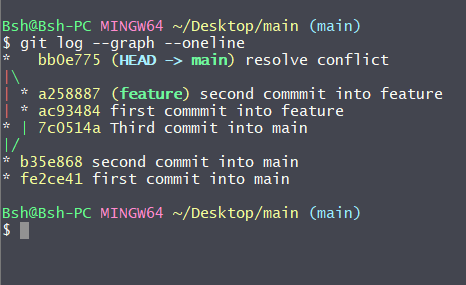 Bsh@Bsh-PC MINGW64 ~/Desktop/main (main)
$ git log --graph --oneline
*   bb0e775 (HEAD -> main) resolve conflict
|\
| * a258887 (feature) second commmit into feature
| * ac93484 first commmit into feature
* | 7c0514a Third commit into main
|/
* b35e868 second commit into main
* fe2ce41 first commit into main
Bsh@Bsh-PC MINGW64 ~/Desktop/main (main)
$